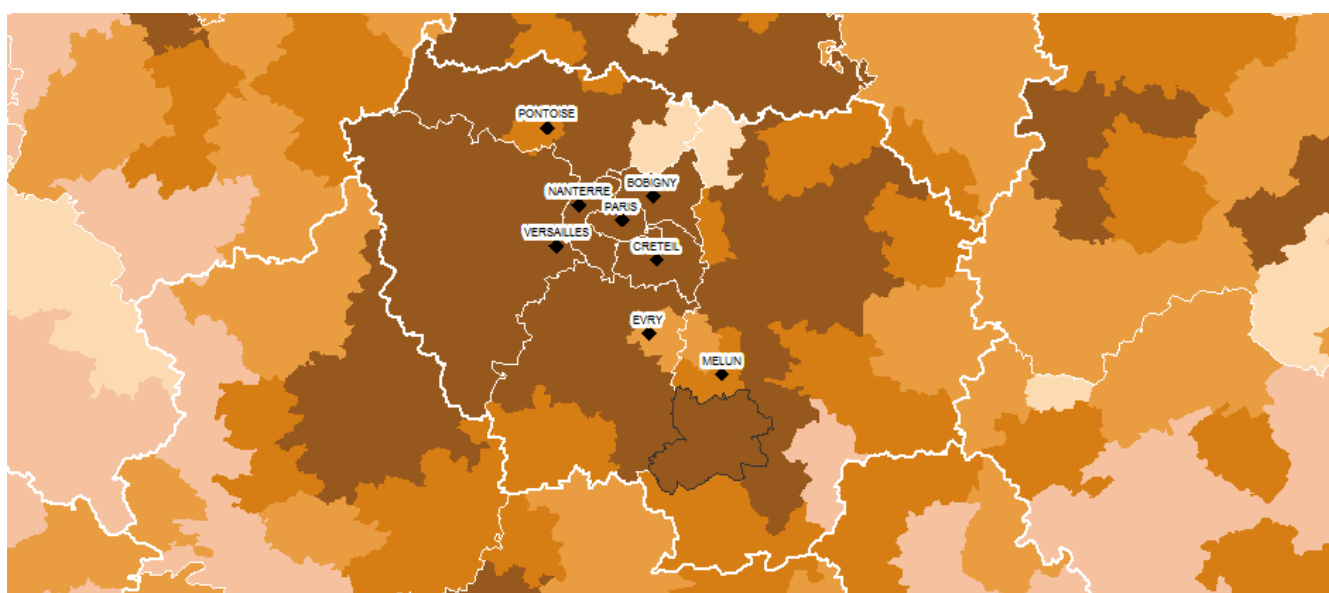 PONTOISE
BOBIGNY
NANTERRE
PARIS
VERSAILLES
CRETEIL
EVRY
MELUN